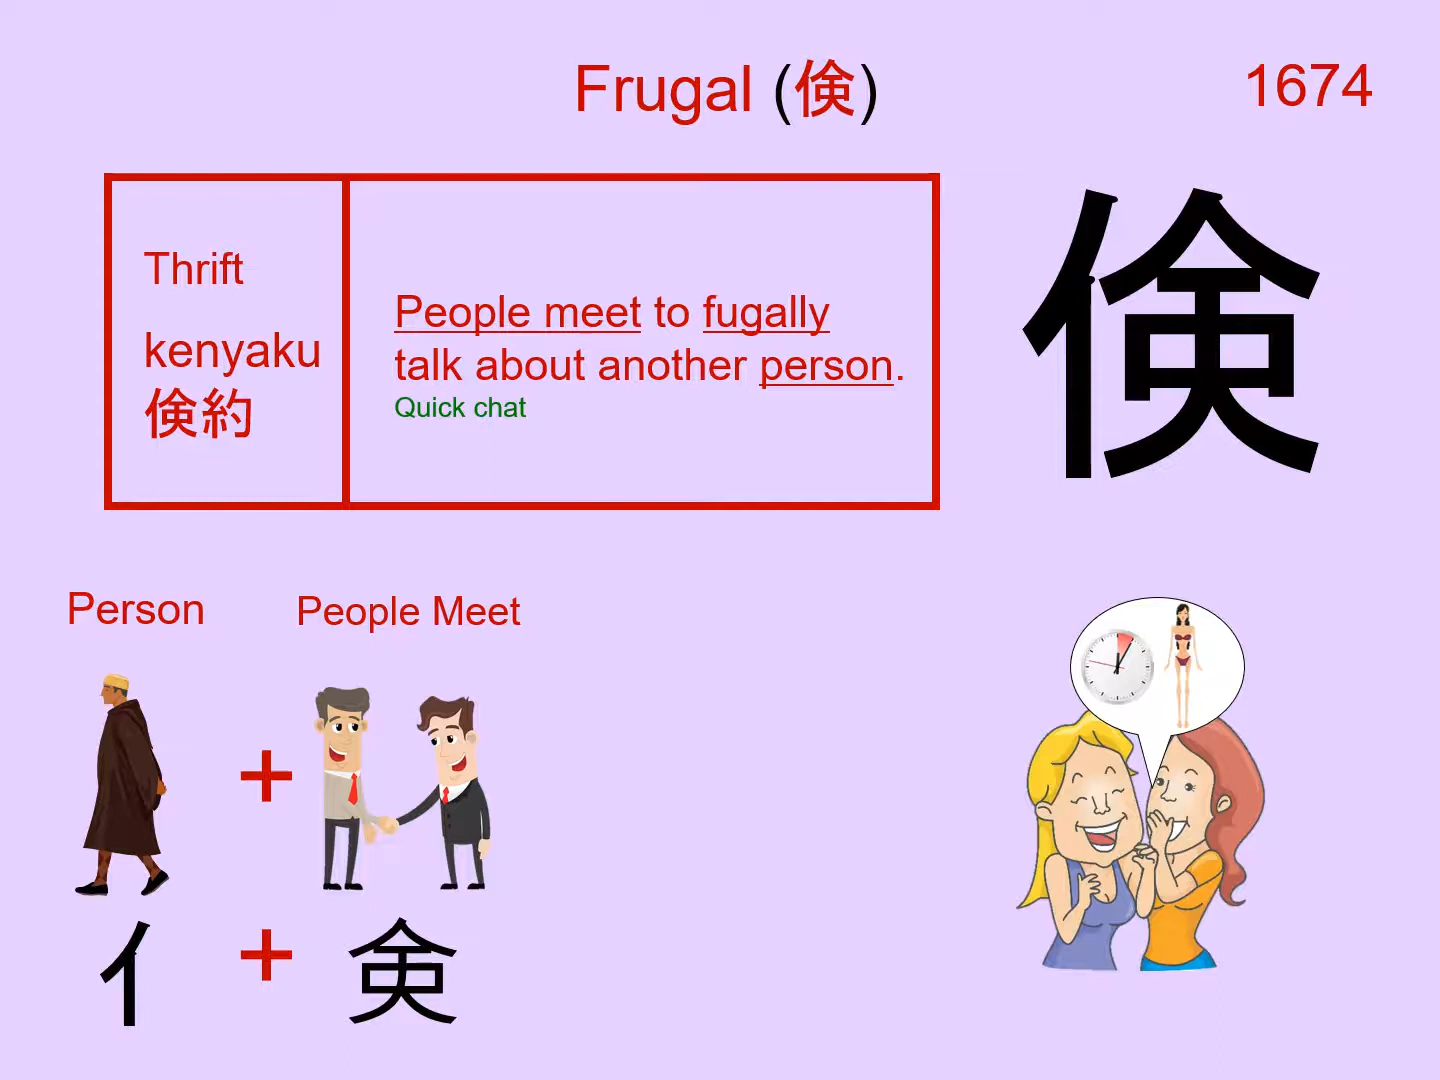 Frugal (倹)
1674
Thrift
kenyaku
倹約
People meet to fugally
talk about another person.
Quick chat
倹
Person
People Meet
+
亻 + 㑒